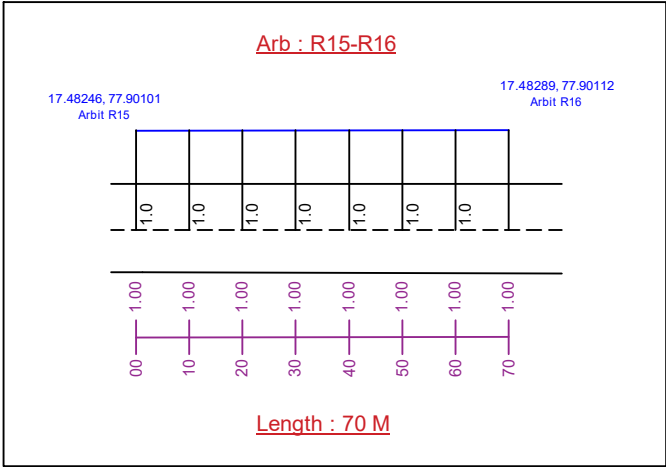 Arb : R15-R16
17.48246, 77.90101
Arbit R15
17.48289, 77.90112
Arbit R16
1.0 1.0 1.0 1.0 1.0 1.0 1.0
1.00 1.00 1.00 1.00 1.00 1.00 1.00 1.00
00 10 20 30 40 50 60 70
Length : 70 M